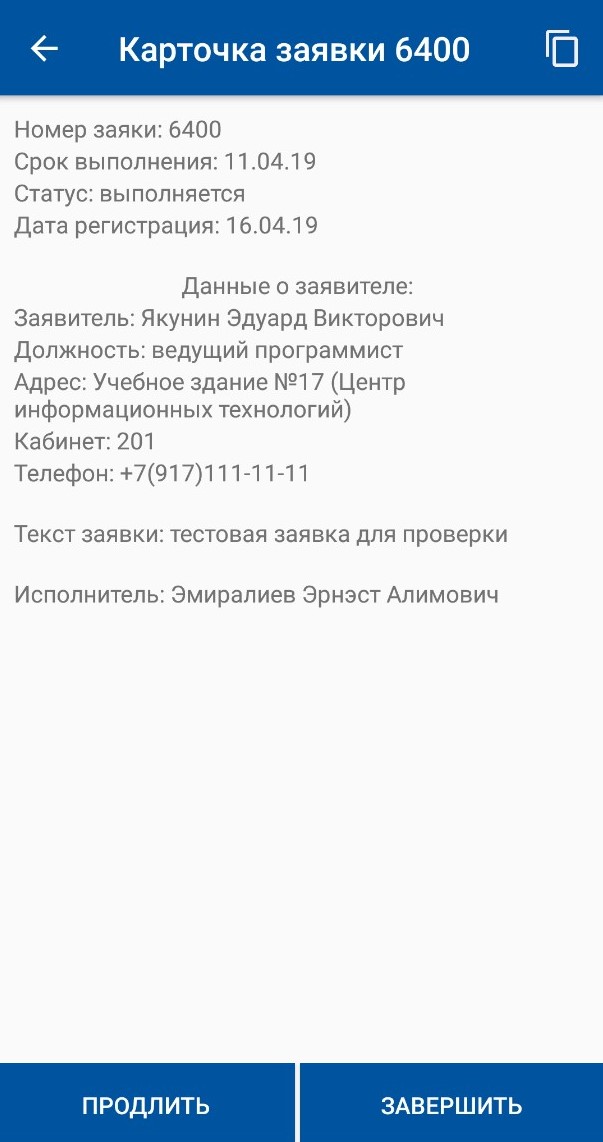 Карточка заявки 6400
Номер заяки: 6400
Срок выполнения: 11.04.19
Статус: выполняется
Дата регистрация: 16.04.19
Данные о заявителе:
Заявитель: Якунин Эдуард Викторович
Должность: ведущий программист
Адрес: Учебное здание №17 (Центр
информационных технологий)
Кабинет: 201
Телефон: +7(917)111-11-11
Текст заявки: тестовая заявка для проверки
Исполнитель: Эмиралиев Эрнэст Алимович
ПРОДЛИТЬ
ЗАВЕРШИТЬ